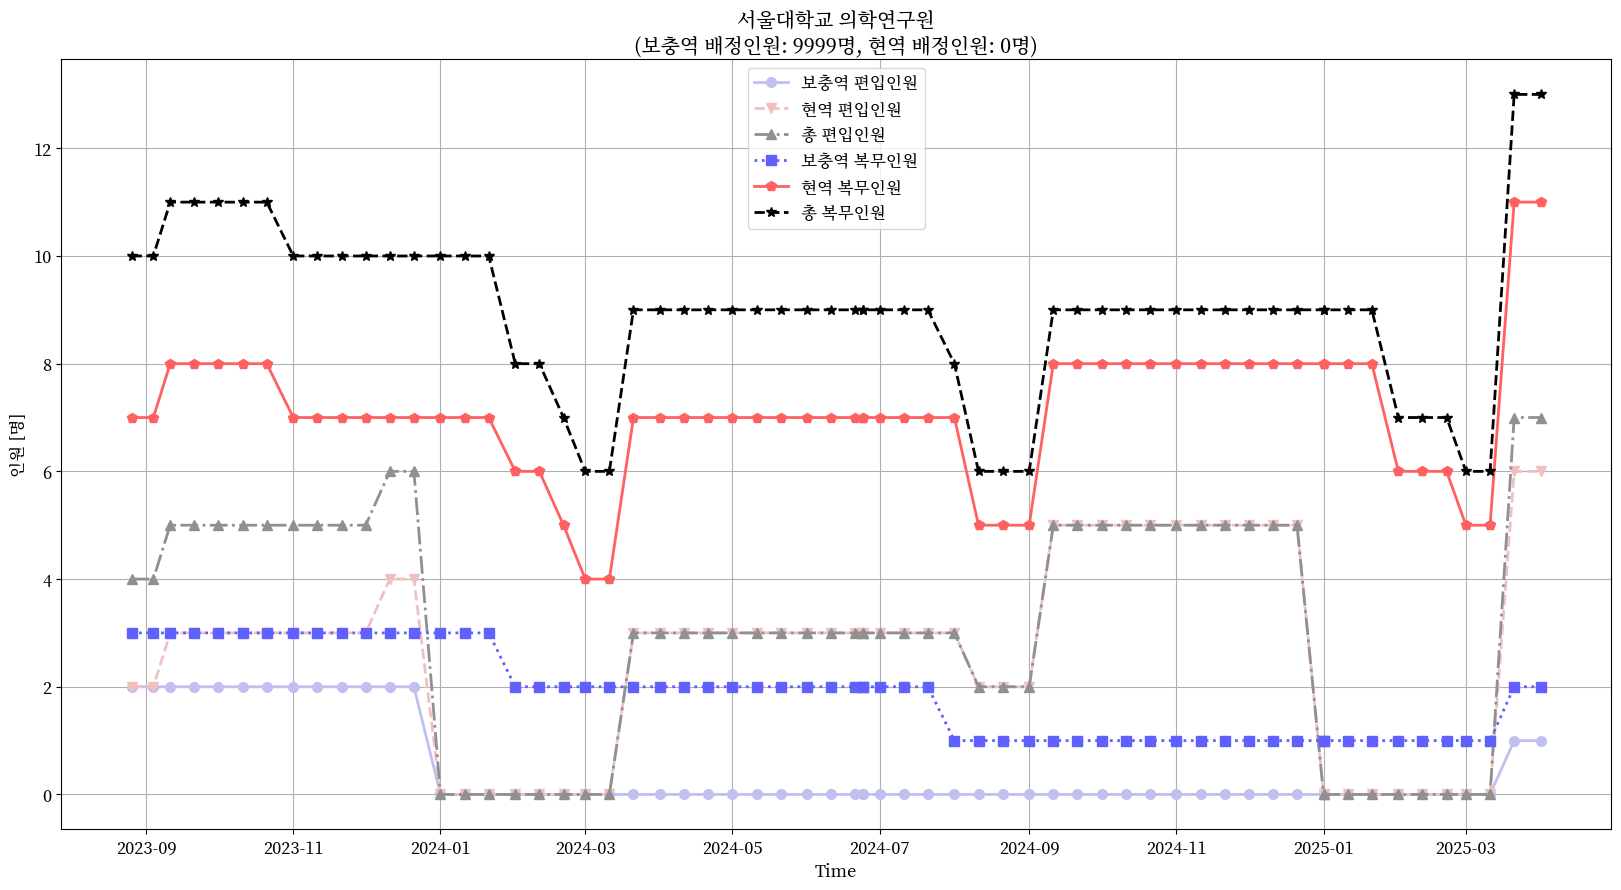 서울대학교 의학연구원
(보충역 배정인원: 9999명, 현역 배정인원: 0명)
보충역 편입인원
현역 편입인원
총 편입인원
보충역 복무인원
현역 복무인원
총 복무인원
인원 [명]
12
10
8
6
4
2
0
2023-09 2023-11 2024-01 2024-03 2024-05 2024-07 2024-09 2024-11 2025-01 2025-03
Time